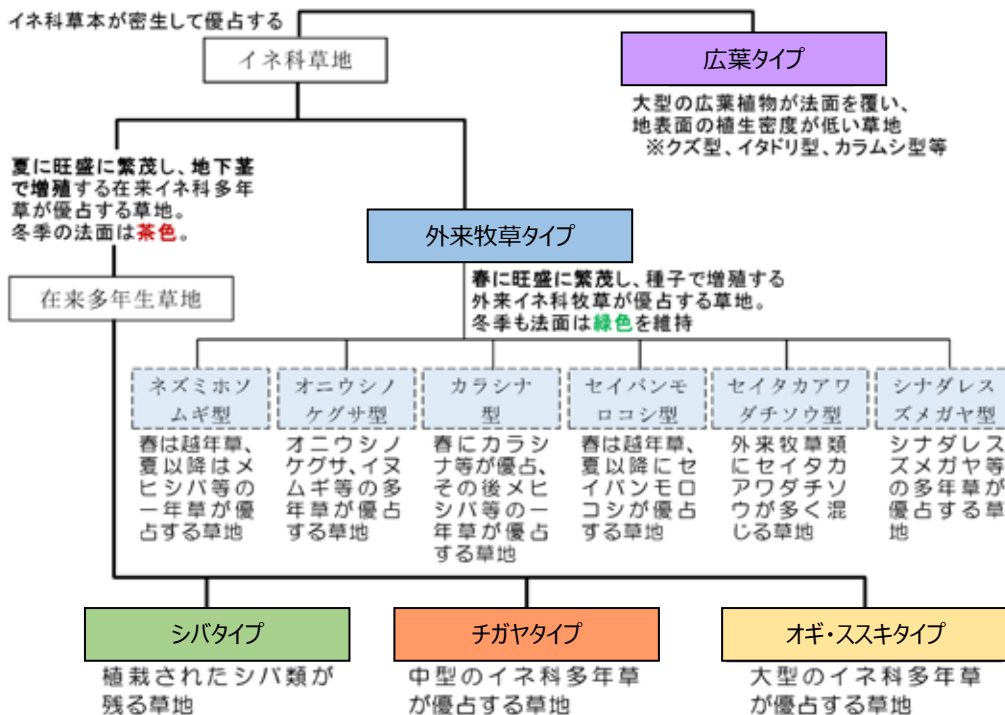 イネ科草本が密生して優占する
イネ科草地
広葉タイプ
大型の広葉植物が法面を覆い、
地表面の植生密度が低い草地
※クズ型、イタドリ型、カラムシ型等
夏に旺盛に繁茂し、地下茎
で増殖する在来イネ科多年
草が優占する草地。
冬季の法面は茶色。
外来牧草タイプ
春に旺盛に繁茂し、種子で増殖する
外来イネ科牧草が優占する草地。
冬季も法面は緑色を維持
在来多年生草地
ネズミホソ
ムギ型
春は越年草、
夏以降はメ
ヒシバ等の
一年草が優
占する草地
オニウシノ
ケグサ型
オニウシノ
ケグサ、イヌ
ムギ等の多
年草が優占
する草地
カラシナ
型
春にカラシ
ナ等が優占、
その後メヒ
シバ等の一
年草が優占
する草地
セイバンモ
ロコシ型
春は越年草、
夏以降にセ
イバンモロ
コシが優占
する草地
セイタカアワ
ダチソウ型
外来牧草類
にセイタカ
アワダチソ
ウが多く混
じる草地
シナダレス
ズメガヤ型
シナダレス
ズメガヤ等
の多年草が
優占する草
地
シバタイプ
植栽されたシバ類が
残る草地
チガヤタイプ
中型のイネ科多年草
が優占する草地
オギ・ススキタイプ
大型のイネ科多年草
が優占する草地